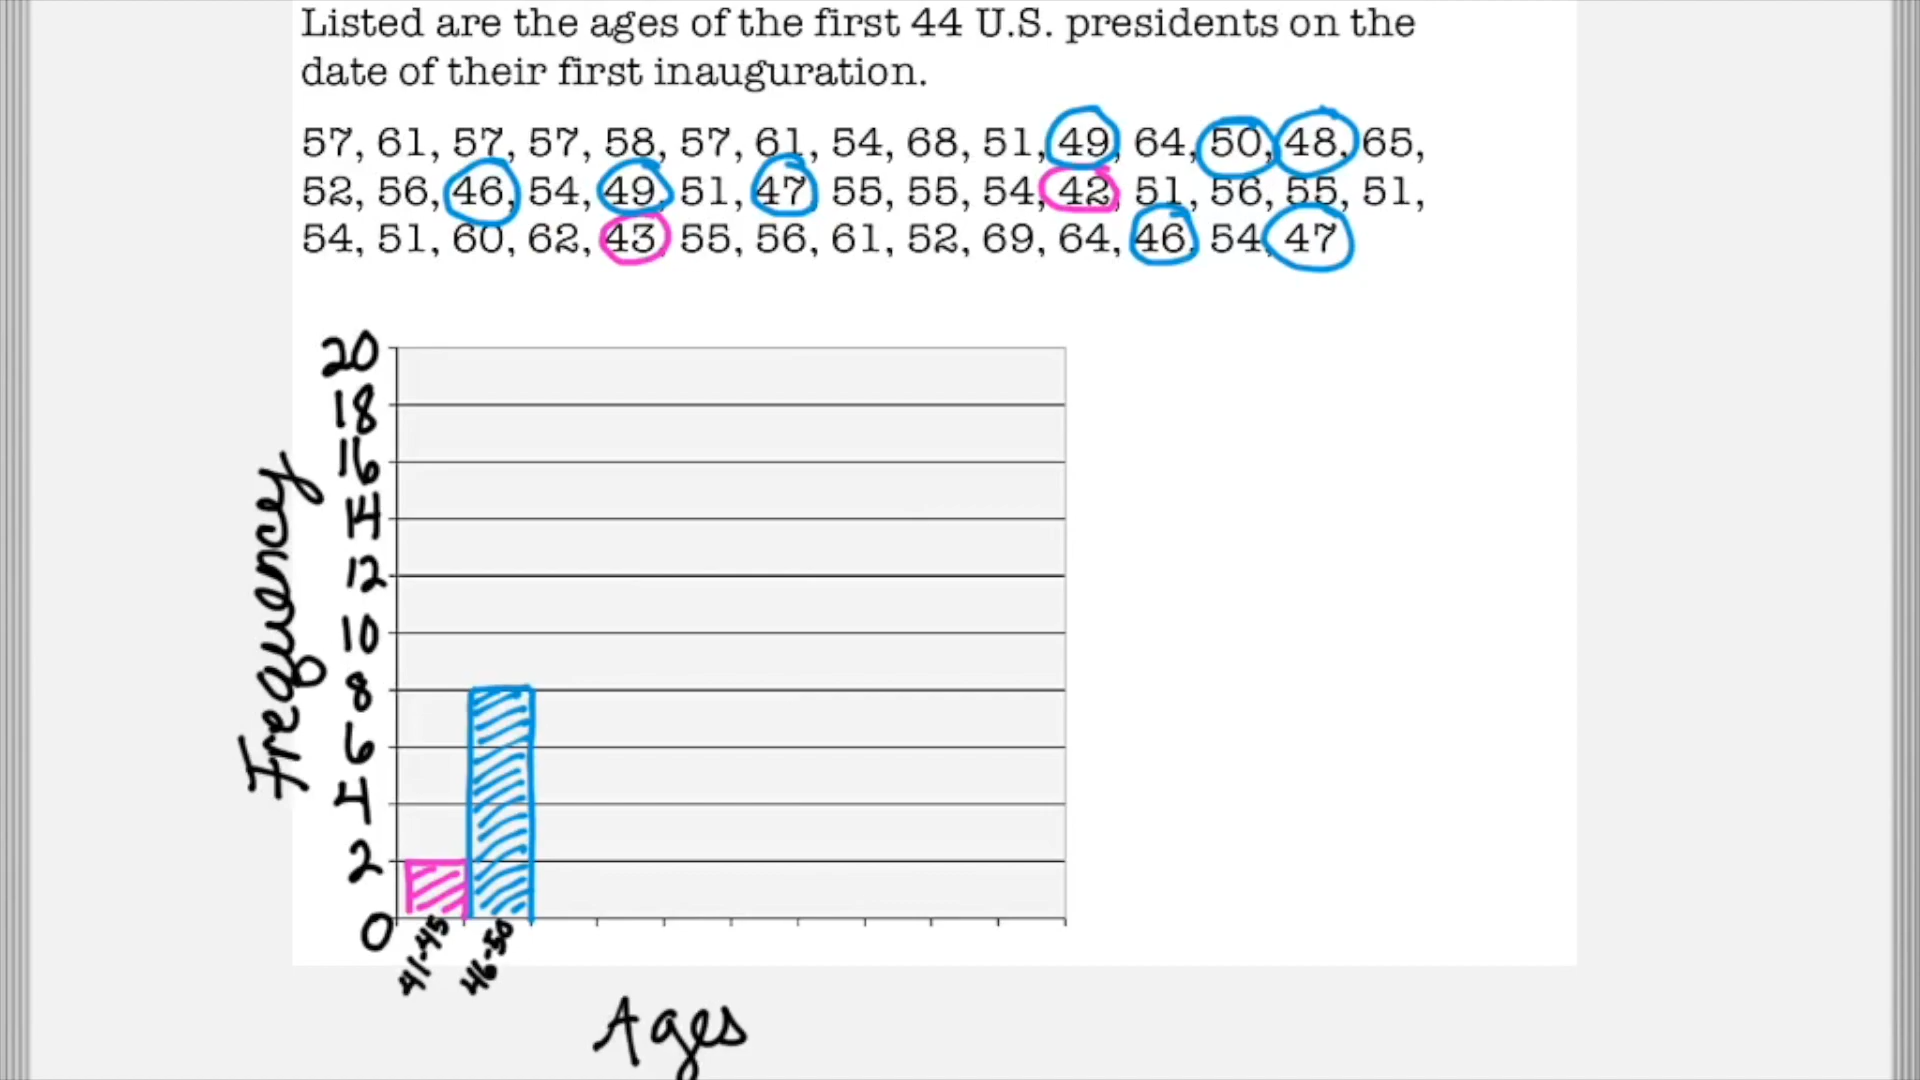 Listed are the ages of the first 44 U.S. presidents on the
date of their first inauguration.
57, 61, 57, 57, 58, 57, 61, 54, 68, 51, 49, 64, 50, 48, 65,
52, 56, 46, 54, 49, 51, 47, 55, 55, 54, 42, 51, 56, 55, 51,
54, 51, 60, 62, 43, 55, 56, 61, 52, 69, 64, 46, 54, 47
20
18
16
14
12
10
8
6
4
2
0
Frequency
41-45
46-50
Ages